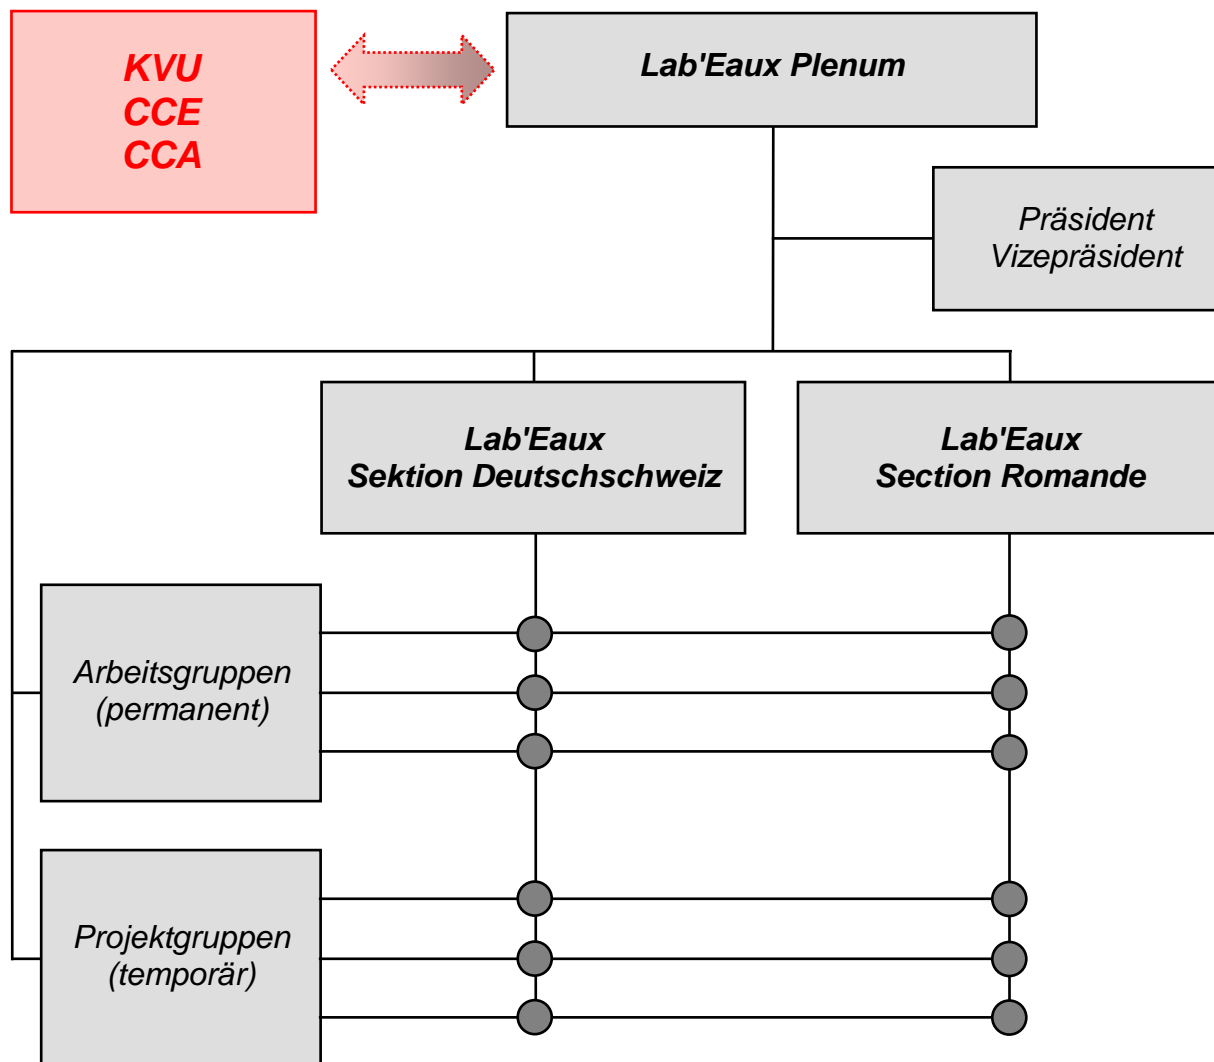 KVU
CCE
CCA
Lab'Eaux Plenum
Präsident
Vizepräsident
Lab'Eaux
Sektion Deutschschweiz
Lab'Eaux
Section Romande
Arbeitsgruppen
(permanent)
Projektgruppen
(temporär)